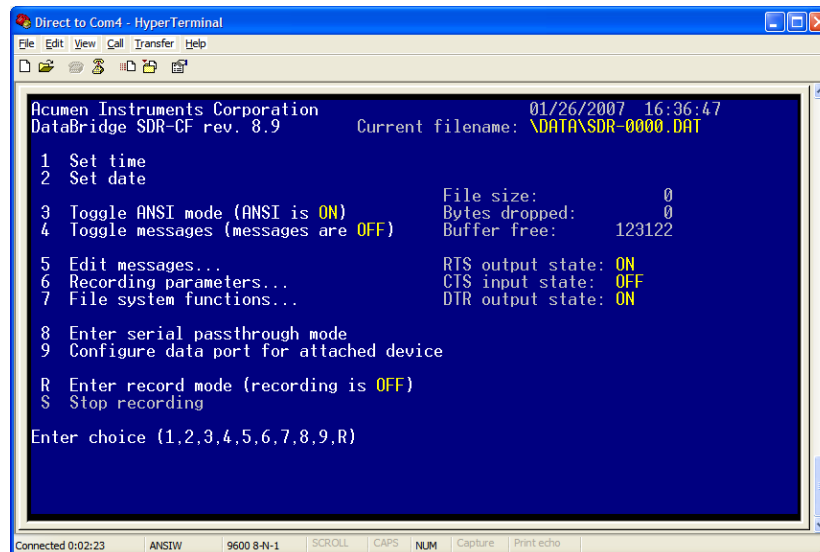 Direct to Com4 - HyperTerminal
File Edit View Call Transfer Help
Acumen Instruments Corporation 01/26/2007 16:36:47
DataBridge SDR-CF rev. 8.9 Current filename: \DATA\SDR-0000.DAT
1 Set time
2 Set date
File size: 0
3 Toggle ANSI mode (ANSI is ON) Bytes dropped: 0
4 Toggle messages (messages are OFF) Buffer free: 123122
5 Edit messages... RTS output state: ON
6 Recording parameters... CTS input state: OFF
7 File system functions... DTR output state: ON
8 Enter serial passthrough mode
9 Configure data port for attached device
R Enter record mode (recording is OFF)
S Stop recording
Enter choice (1,2,3,4,5,6,7,8,9,R)
Connected 0:02:23 ANSIW 9600 8-N-1 SCROLL CAPS NUM Capture Print echo